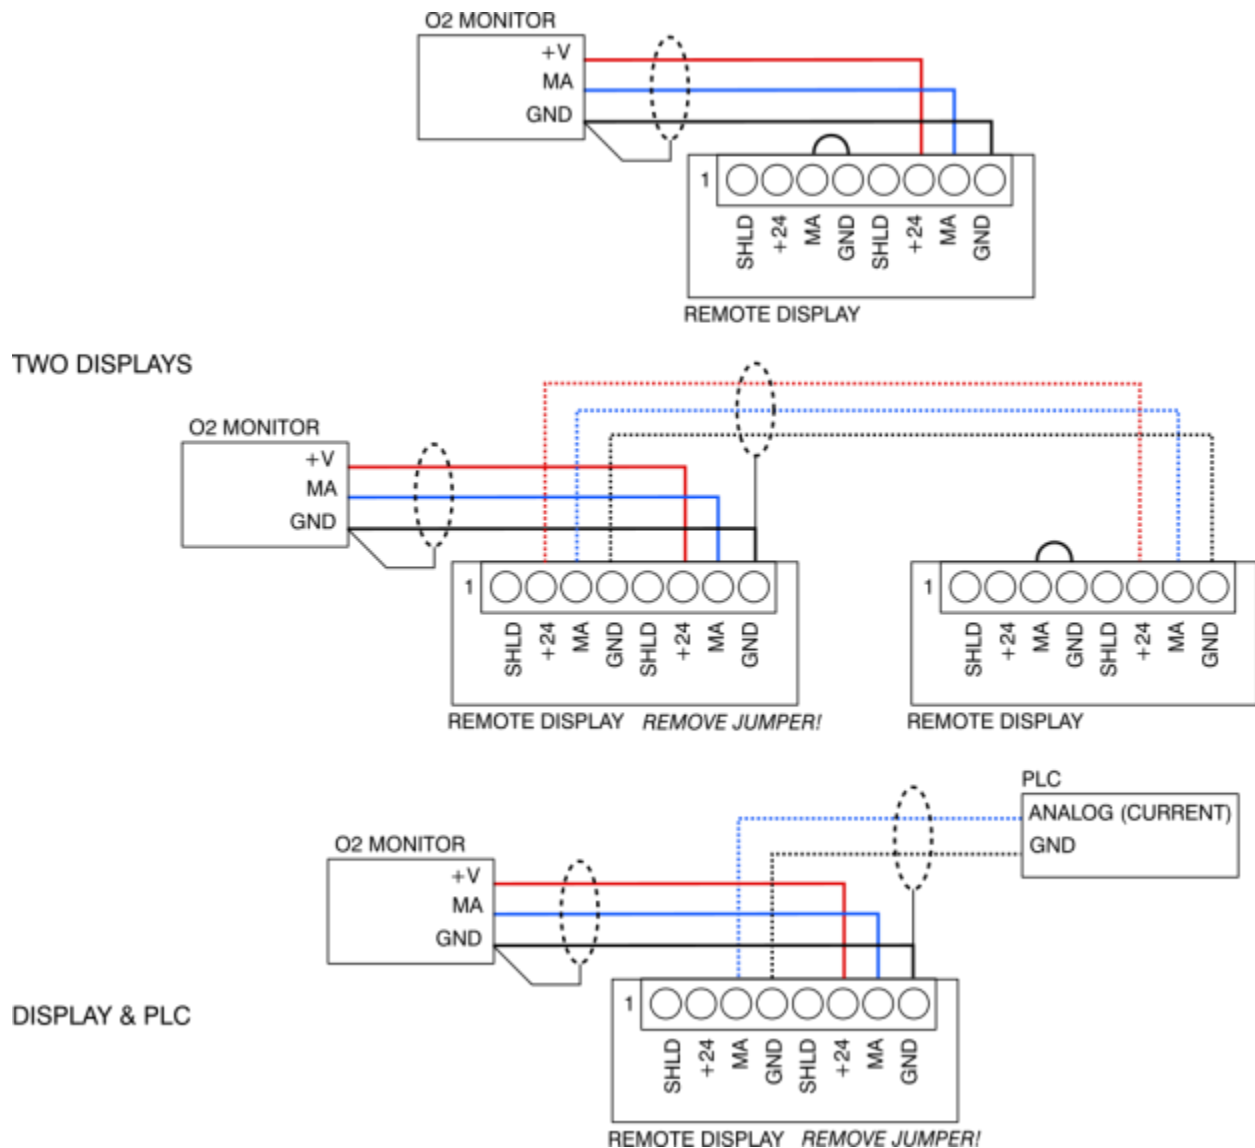 O2 MONITOR
+V
MA
GND
1
SHLD
+24
MA
GND
SHLD
+24
MA
GND
REMOTE DISPLAY
TWO DISPLAYS
O2 MONITOR
+V
MA
GND
1
SHLD
+24
MA
GND
SHLD
+24
MA
GND
REMOTE DISPLAY REMOVE JUMPER!
1
SHLD
+24
MA
GND
SHLD
+24
MA
GND
REMOTE DISPLAY
PLC
ANALOG (CURRENT)
GND
O2 MONITOR
+V
MA
GND
DISPLAY & PLC
1
SHLD
+24
MA
GND
SHLD
+24
MA
GND
REMOTE DISPLAY REMOVE JUMPER!